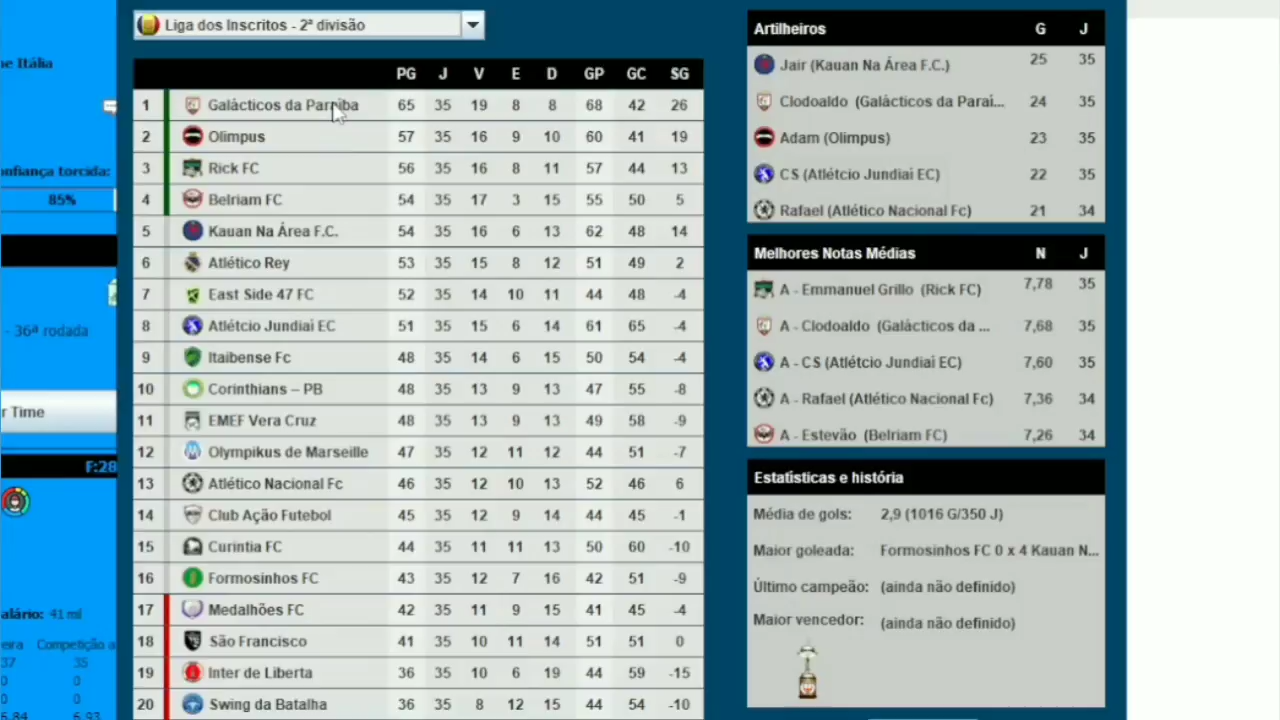 Liga dos Inscritos - 2ª divisão
PG J V E D GP GC SG
1 Galácticos da Paraíba 65 35 19 8 8 68 42 26
2 Olimpus 57 35 16 9 10 60 41 19
3 Rick FC 56 35 16 8 11 57 44 13
4 Belriam FC 54 35 17 3 15 55 50 5
5 Kauan Na Área F.C. 54 35 16 6 13 62 48 14
6 Atlético Rey 53 35 15 8 12 51 49 2
7 East Side 47 FC 52 35 14 10 11 44 48 -4
8 Atlétcio Jundiaí EC 51 35 15 6 14 61 65 -4
9 Itaibense Fc 48 35 14 6 15 50 54 -4
10 Corinthians – PB 48 35 13 9 13 47 55 -8
11 EMEF Vera Cruz 48 35 13 9 13 49 58 -9
12 Olympikus de Marseille 47 35 12 11 12 44 51 -7
13 Atlético Nacional Fc 46 35 12 10 13 52 46 6
14 Club Ação Futebol 45 35 12 9 14 44 45 -1
15 Curintia FC 44 35 11 11 13 50 60 -10
16 Formosinhos FC 43 35 12 7 16 42 51 -9
17 Medalhões FC 42 35 11 9 15 41 45 -4
18 São Francisco 41 35 10 11 14 51 51 0
19 Inter de Liberta 36 35 10 6 19 44 59 -15
20 Swing da Batalha 36 35 8 12 15 44 54 -10
Artilheiros G J
Jair (Kauan Na Área F.C.) 25 35
Clodoaldo (Galácticos da Paraí... 24 35
Adam (Olimpus) 23 35
CS (Atlétcio Jundiaí EC) 22 35
Rafael (Atlético Nacional Fc) 21 34
Melhores Notas Médias N J
A - Emmanuel Grillo (Rick FC) 7,78 35
A - Clodoaldo (Galácticos da ... 7,68 35
A - CS (Atlétcio Jundiaí EC) 7,60 35
A - Rafael (Atlético Nacional Fc) 7,36 34
A - Estevão (Belriam FC) 7,26 34
Estatísticas e história
Média de gols: 2,9 (1016 G/350 J)
Maior goleada: Formosinhos FC 0 x 4 Kauan N...
Último campeão: (ainda não definido)
Maior vencedor: (ainda não definido)
ne Itália
onfiança torcida:
85%
- 36ª rodada
r Time
F:28
alário: 41 mil
eira Competição a
37 35
0 0
0 0
6,84 6,93